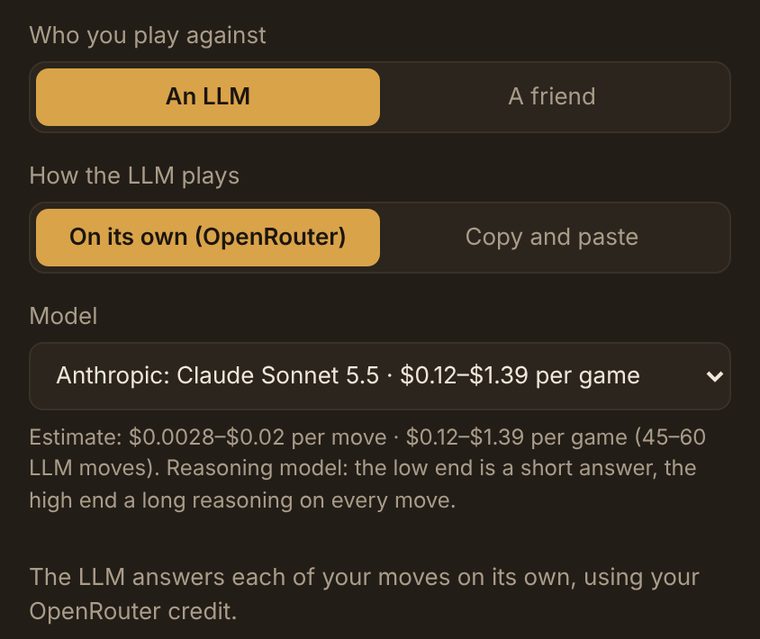 Who you play against
An LLM
A friend
How the LLM plays
On its own (OpenRouter)
Copy and paste
Model
Anthropic: Claude Sonnet 5.5 · $0.12–$1.39 per game
Estimate: $0.0028–$0.02 per move · $0.12–$1.39 per game (45–60
LLM moves). Reasoning model: the low end is a short answer, the
high end a long reasoning on every move.
The LLM answers each of your moves on its own, using your
OpenRouter credit.